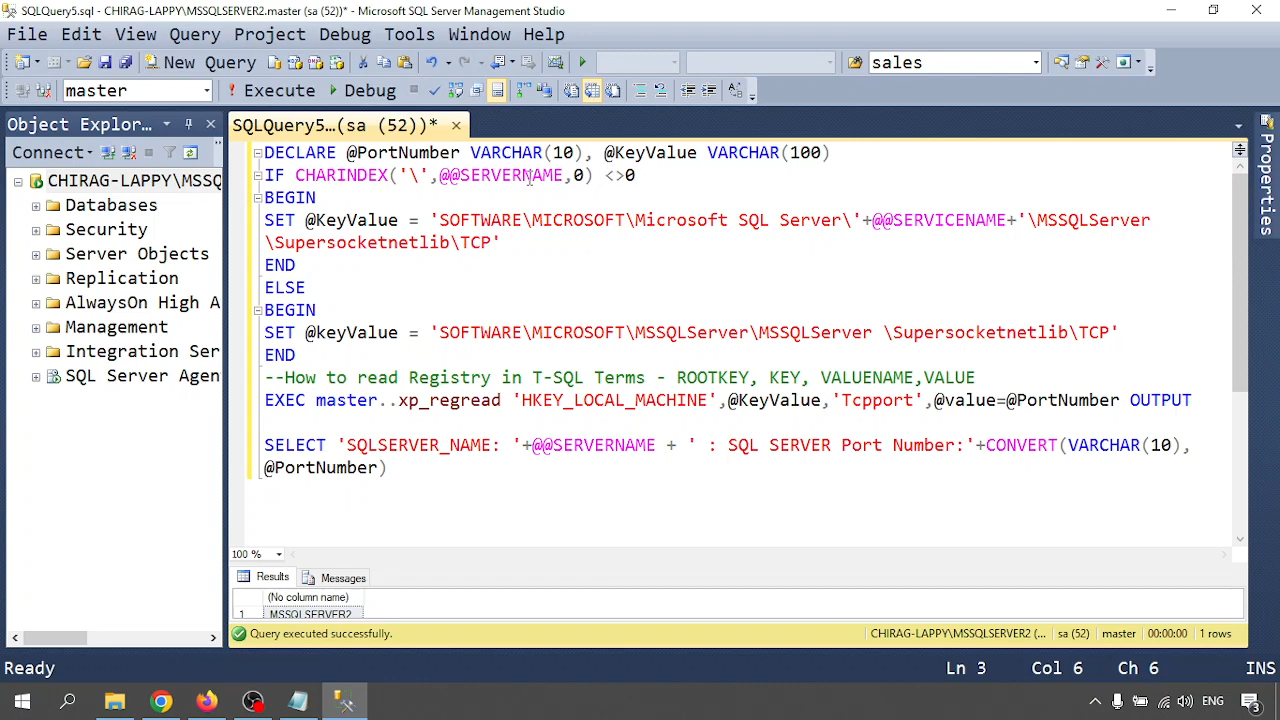 SQLQuery5.sql - CHIRAG-LAPPY\MSSQLSERVER2.master (sa (52))* - Microsoft SQL Server Management Studio
File Edit View Query Project Debug Tools Window Help
New Query sales
master Execute Debug
Object Explor... SQLQuery5...(sa (52))*
Connect
CHIRAG-LAPPY\MSSQ
Databases
Security
Server Objects
Replication
AlwaysOn High A
Management
Integration Ser
SQL Server Agen
DECLARE @PortNumber VARCHAR(10), @KeyValue VARCHAR(100)
IF CHARINDEX('\',@@SERVERNAME,0) <>0
BEGIN
SET @KeyValue = 'SOFTWARE\MICROSOFT\Microsoft SQL Server\'+@@SERVICENAME+'\MSSQLServer
\Supersocketnetlib\TCP'
END
ELSE
BEGIN
SET @keyValue = 'SOFTWARE\MICROSOFT\MSSQLServer\MSSQLServer \Supersocketnetlib\TCP'
END
--How to read Registry in T-SQL Terms - ROOTKEY, KEY, VALUENAME,VALUE
EXEC master..xp_regread 'HKEY_LOCAL_MACHINE',@KeyValue,'Tcpport',@value=@PortNumber OUTPUT
SELECT 'SQLSERVER_NAME: '+@@SERVERNAME + ' : SQL SERVER Port Number:'+CONVERT(VARCHAR(10),
@PortNumber)
Properties
100 %
Results Messages
(No column name)
1 MSSQLSERVER2
Query executed successfully. CHIRAG-LAPPY\MSSQLSERVER2 (... sa (52) master 00:00:00 1 rows
Ready Ln 3 Col 6 Ch 6 INS
ENG 3